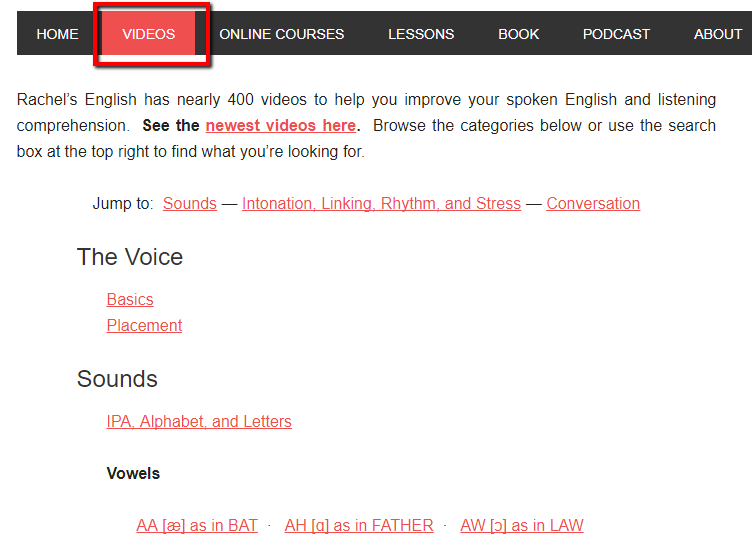 HOME VIDEOS ONLINE COURSES LESSONS BOOK PODCAST ABOUT
Rachel’s English has nearly 400 videos to help you improve your spoken English and listening
comprehension. See the newest videos here. Browse the categories below or use the search
box at the top right to find what you’re looking for.
Jump to: Sounds — Intonation, Linking, Rhythm, and Stress — Conversation
The Voice
Basics
Placement
Sounds
IPA, Alphabet, and Letters
Vowels
AA [æ] as in BAT · AH [ɑ] as in FATHER · AW [ɔ] as in LAW